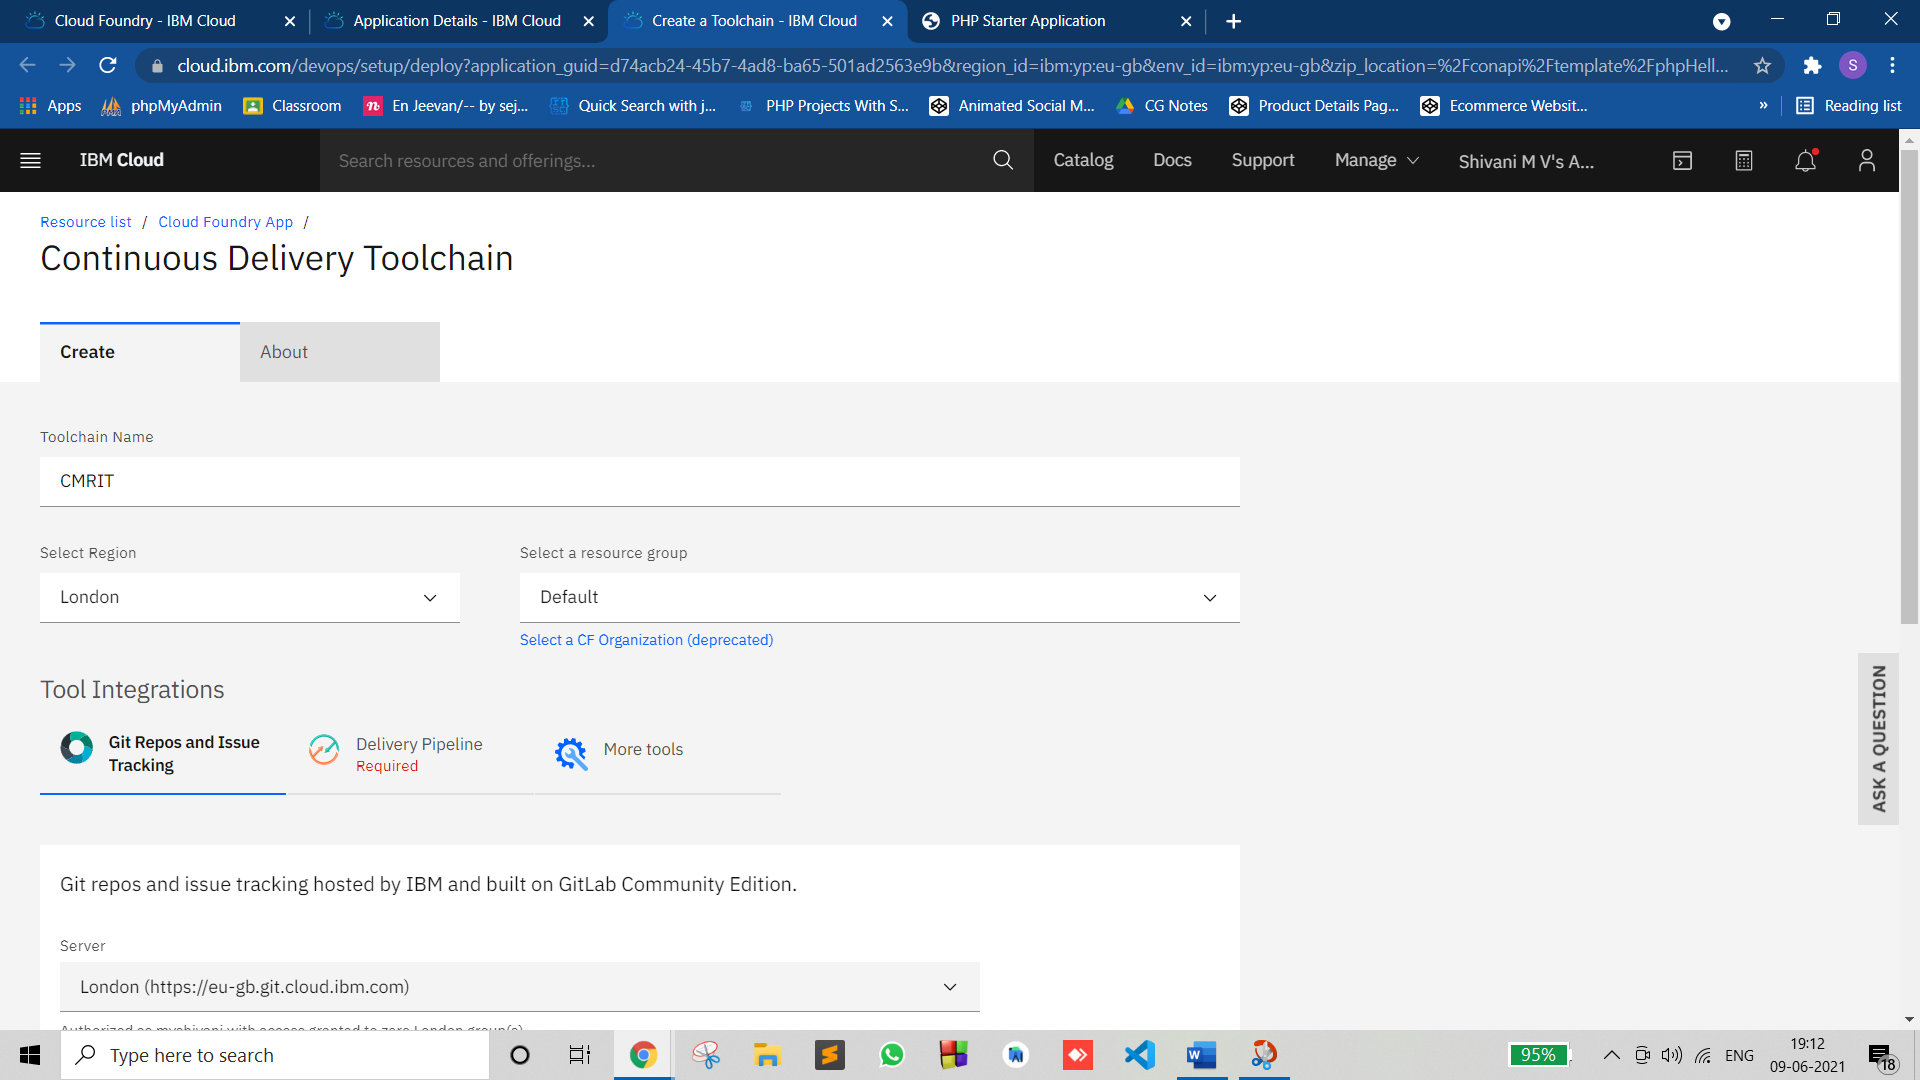 Cloud Foundry - IBM Cloud
Application Details - IBM Cloud
Create a Toolchain - IBM Cloud
PHP Starter Application
cloud.ibm.com/devops/setup/deploy?application_guid=d74acb24-45b7-4ad8-ba65-501ad2563e9b&region_id=ibm:yp:eu-gb&env_id=ibm:yp:eu-gb&zip_location=%2Fconapi%2Ftemplate%2FphpHell...
S
Apps
phpMyAdmin
Classroom
En Jeevan/-- by sej...
Quick Search with j...
PHP Projects With S...
Animated Social M...
CG Notes
Product Details Pag...
Ecommerce Websit...
»
Reading list
IBM Cloud
Search resources and offerings...
Catalog
Docs
Support
Manage
Shivani M V's A...
Resource list / Cloud Foundry App /
Continuous Delivery Toolchain
Create
About
Toolchain Name
CMRIT
Select Region
Select a resource group
London
Default
Select a CF Organization (deprecated)
Tool Integrations
Git Repos and Issue
Tracking
Delivery Pipeline
Required
More tools
ASK A QUESTION
Git repos and issue tracking hosted by IBM and built on GitLab Community Edition.
Server
London (https://eu-gb.git.cloud.ibm.com)
Type here to search
95%
ENG
19:12
09-06-2021
18